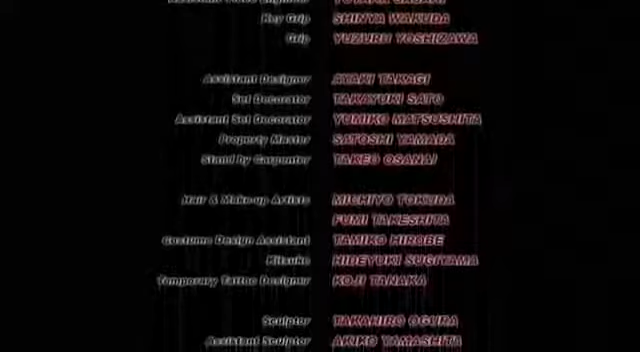 Key Grip SHINYA WAKUDA
Grip YUZURU YOSHIZAWA
Assistant Designer AYAKI TAKAGI
Set Decorator TAKAYUKI SATO
Assistant Set Decorator YUMIKO MATSUSHITA
Property Master SATOSHI YAMADA
Stand by Carpenter TAKEO OSANAI
Hair & Make-up Artists MICHIYO TOKUDA
FUMI TAKESHITA
Costume Design Assistant TAMIKO HIROBE
Kitsuke HIDEYUKI SUGIYAMA
Temporary Tattoo Designer KOJI TANAKA
Sculptor TAKAHIRO OGURA
Assistant Sculptor AKIKO YAMASHITA